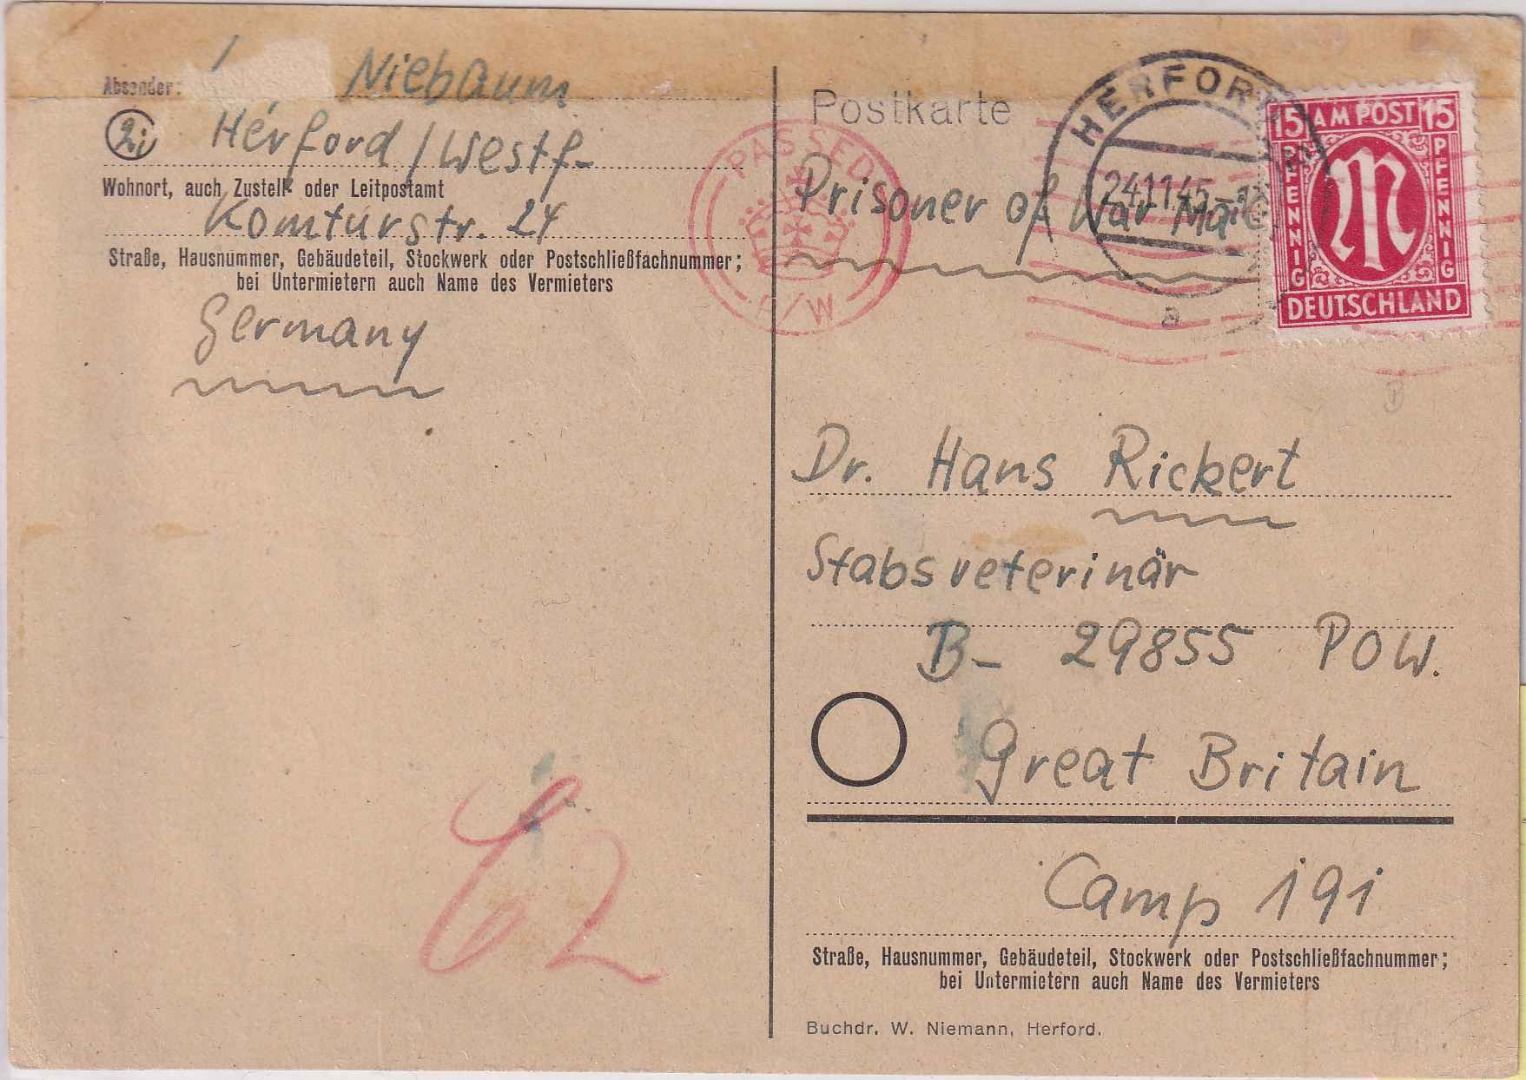 Absender: Niebaum
(21) Herford / Westf.
Wohnort, auch Zustell- oder Leitpostamt
Komturstr. 24
Straße, Hausnummer, Gebäudeteil, Stockwerk oder Postschließfachnummer;
bei Untermietern auch Name des Vermieters
Germany
62
PASSED
P/W
Postkarte
Prisoner of War Mail
HERFORD
24.11.45
a
15 AM POST 15
PFENNIG
M
PFENNIG
DEUTSCHLAND
Dr. Hans Rickert
Stabsveterinär
B- 29855 POW.
Great Britain
Camp 191
Straße, Hausnummer, Gebäudeteil, Stockwerk oder Postschließfachnummer;
bei Untermietern auch Name des Vermieters
Buchdr. W. Niemann, Herford.